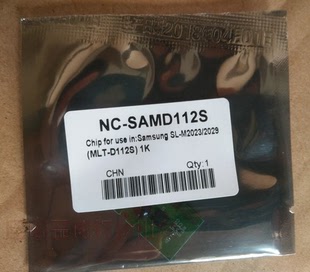 NC-SAMD112S
Chip for use in:Samsung SL-M2023/2029
(MLT-D112S) 1K
CHN
Qty:1